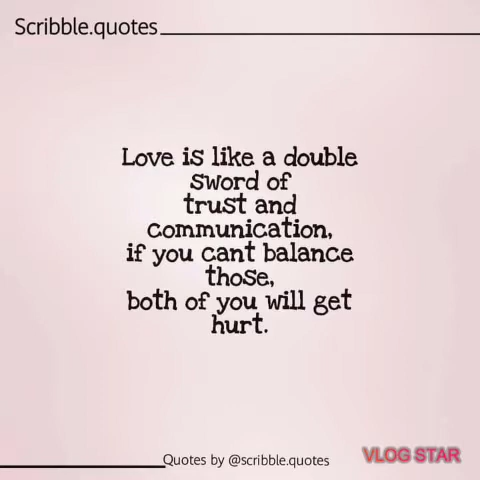 Scribble.quotes
Love is like a double
sword of
trust and
communication,
if you cant balance
those,
both of you will get
hurt.
Quotes by @scribble.quotes
VLOG STAR